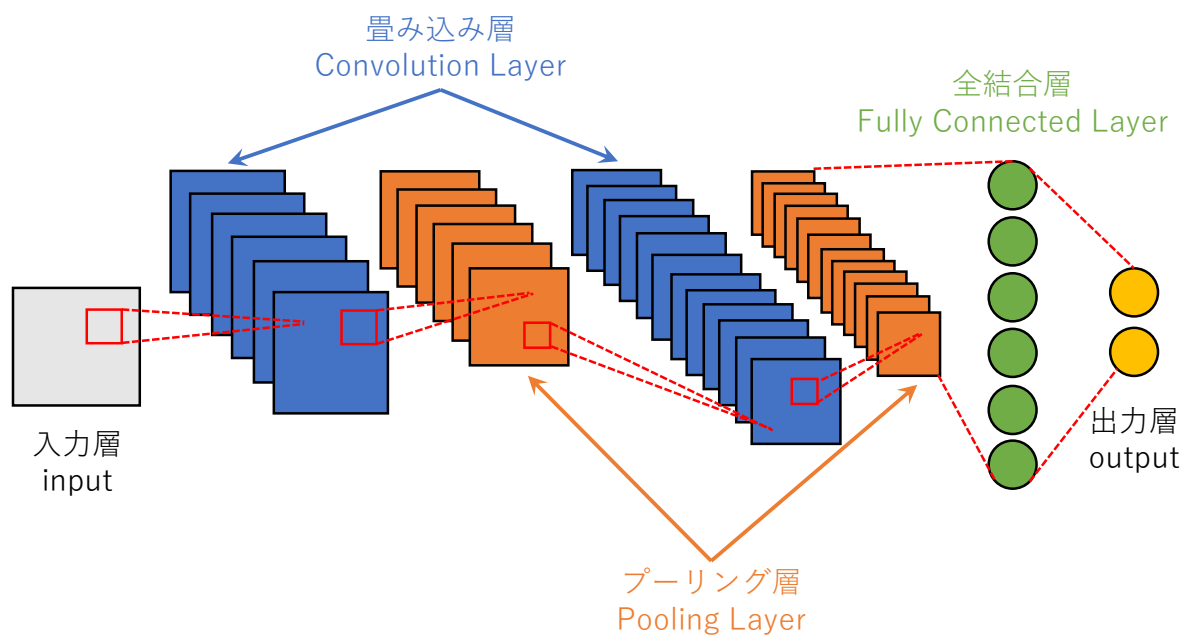 畳み込み層
Convolution Layer
全結合層
Fully Connected Layer
入力層
input
出力層
output
プーリング層
Pooling Layer